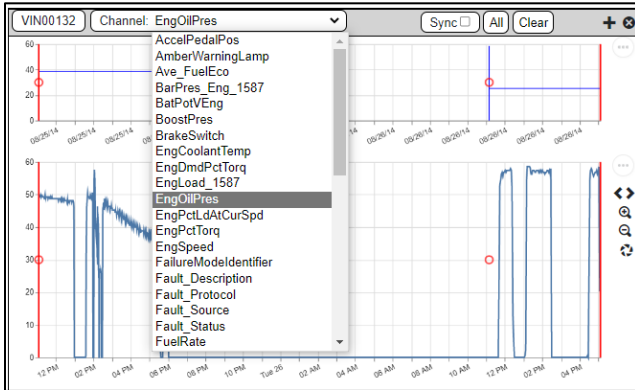 VIN00132 Channel: EngOilPres Sync All Clear
AccelPedalPos
AmberWarningLamp
Ave_FuelEco
BarPres_Eng_1587
BatPotVEng
BoostPres
BrakeSwitch
EngCoolantTemp
EngDmdPctTorq
EngLoad_1587
EngOilPres
EngPctLdAtCurSpd
EngPctTorq
EngSpeed
FailureModeIdentifier
Fault_Description
Fault_Protocol
Fault_Source
Fault_Status
FuelRate
60
40
20
0
08/25/14 08/25/14 08/25/14 08/26/14 08/26/14 08/26/14 08/26/14 08/26/14
60
50
40
30
20
10
0
12 PM 02 PM 04 PM 06 PM 08 PM 10 PM Tue 26 02 AM 04 AM 06 AM 08 AM 10 AM 12 PM 02 PM 04 PM